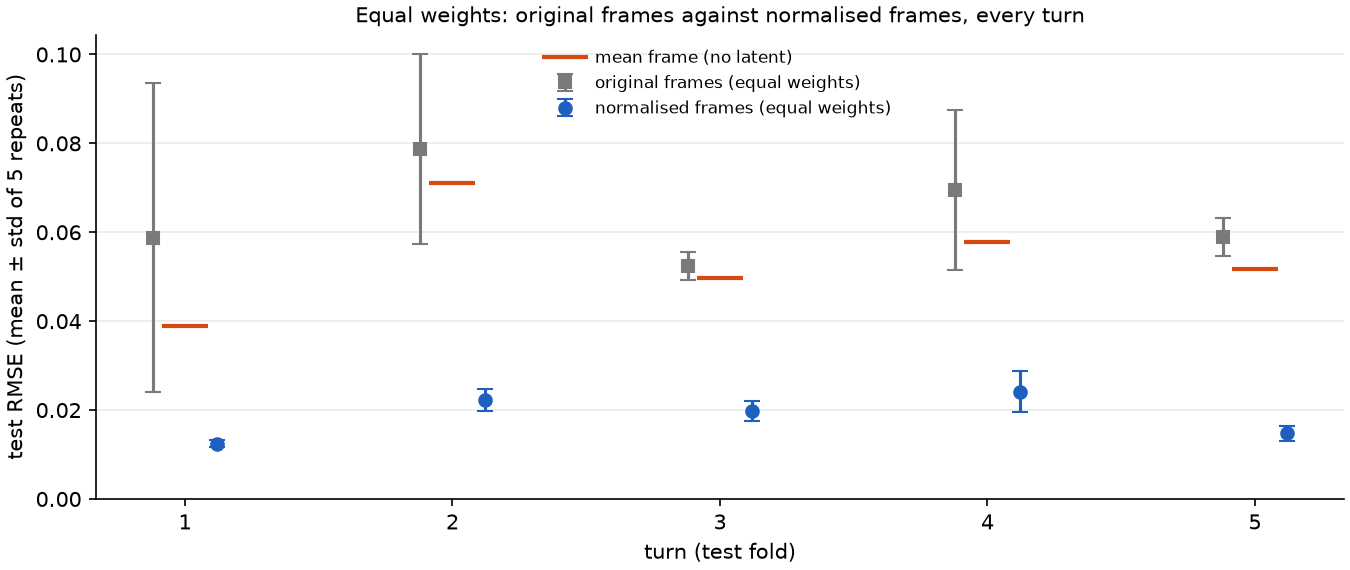 Equal weights: original frames against normalised frames, every turn
mean frame (no latent)
original frames (equal weights)
normalised frames (equal weights)
test RMSE (mean ± std of 5 repeats)
0.10
0.08
0.06
0.04
0.02
0.00
1 2 3 4 5
turn (test fold)